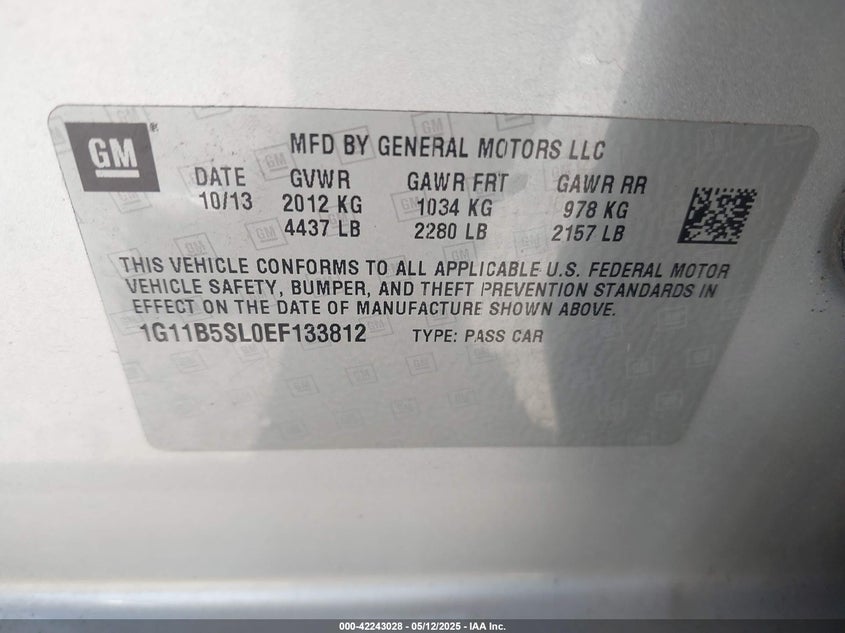 GM
MFD BY GENERAL MOTORS LLC
DATE GVWR GAWR FRT GAWR RR
10/13 2012 KG 1034 KG 978 KG
4437 LB 2280 LB 2157 LB
THIS VEHICLE CONFORMS TO ALL APPLICABLE U.S. FEDERAL MOTOR
VEHICLE SAFETY, BUMPER, AND THEFT PREVENTION STANDARDS IN
EFFECT ON THE DATE OF MANUFACTURE SHOWN ABOVE.
1G11B5SL0EF133812 TYPE: PASS CAR
000-42243028 - 05/12/2025 - IAA Inc.